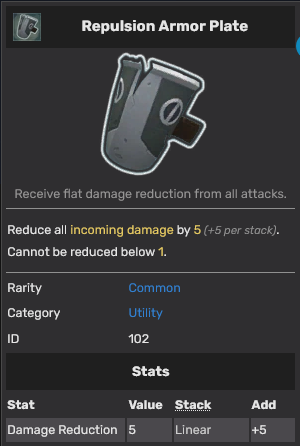 Repulsion Armor Plate
Receive flat damage reduction from all attacks.
Reduce all incoming damage by 5 (+5 per stack).
Cannot be reduced below 1.
Rarity Common
Category Utility
ID 102
Stats
Stat Value Stack Add
Damage Reduction 5 Linear +5